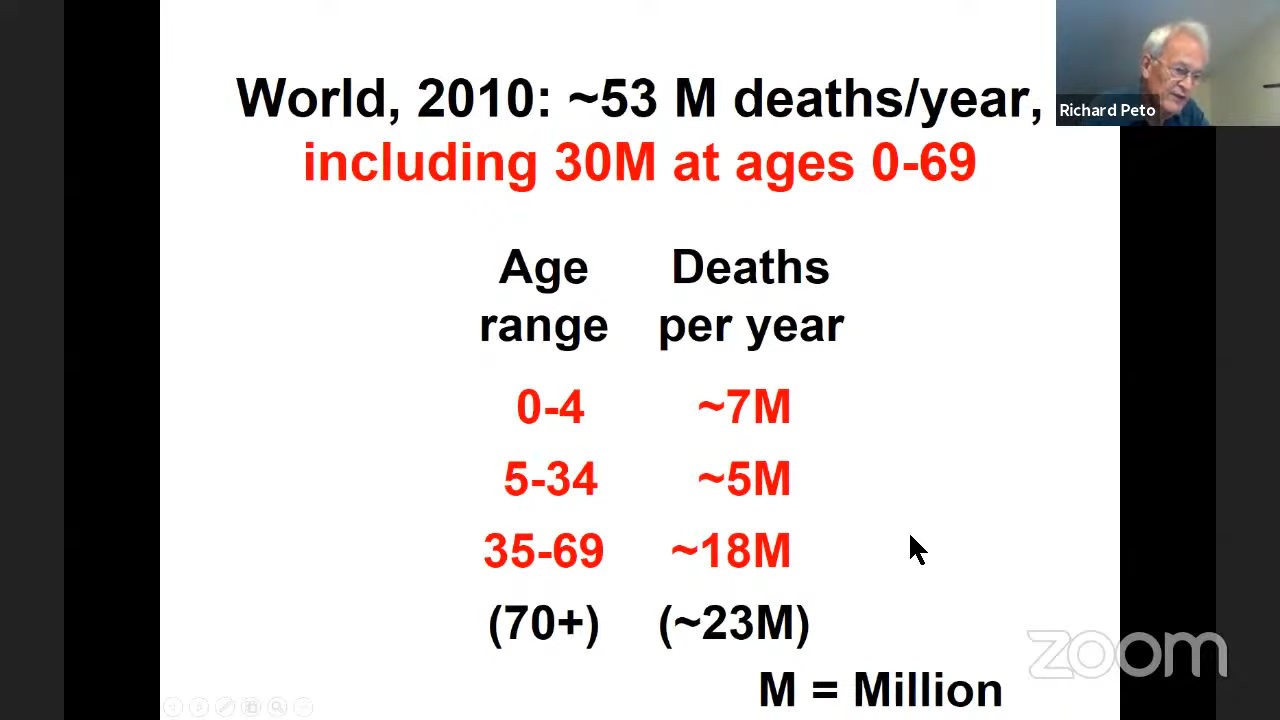 World, 2010: ~53 M deaths/year,
including 30M at ages 0-69
Richard Peto
Age Deaths
range per year
0-4 ~7M
5-34 ~5M
35-69 ~18M
(70+) (~23M)
M = Million
zoom